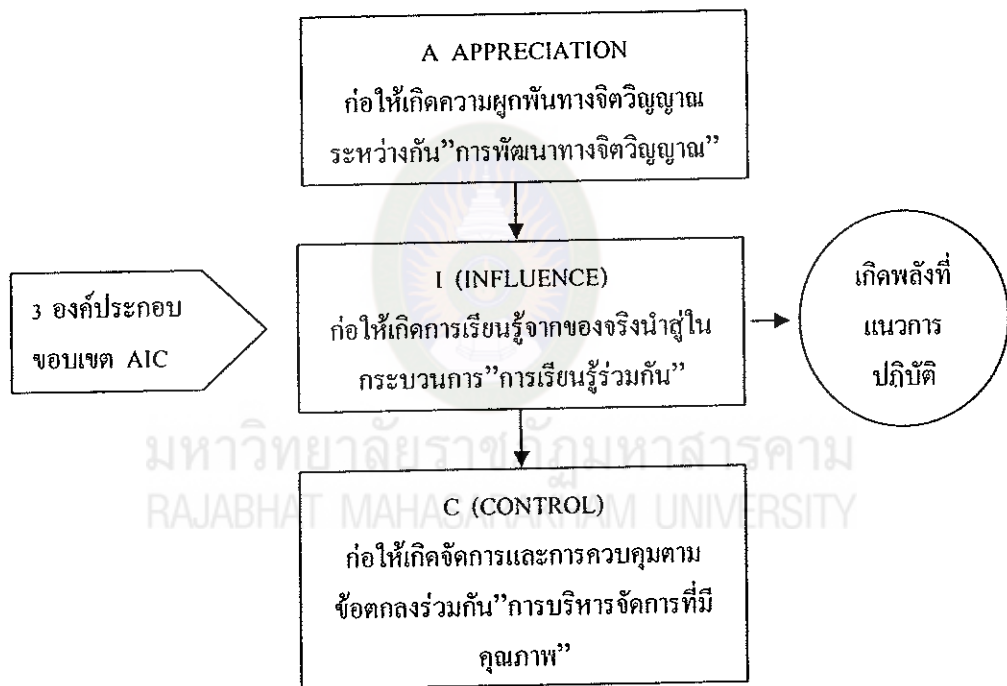 A APPRECIATION
ก่อให้เกิดความผูกพันทางจิตวิญญาณ
ระหว่างกัน”การพัฒนาทางจิตวิญญาณ”
3 องค์ประกอบ
ขอบเขต AIC
I (INFLUENCE)
ก่อให้เกิดการเรียนรู้จากของจริงนำสู่ใน
กระบวนการ”การเรียนรู้ร่วมกัน”
เกิดพลังที่
แนวการ
ปฏิบัติ
มหาวิทยาลัยราชภัฏมหาสารคาม
RAJABHAT MAHASARAKHAM UNIVERSITY
C (CONTROL)
ก่อให้เกิดจัดการและการควบคุมตาม
ข้อตกลงร่วมกัน”การบริหารจัดการที่มี
คุณภาพ”